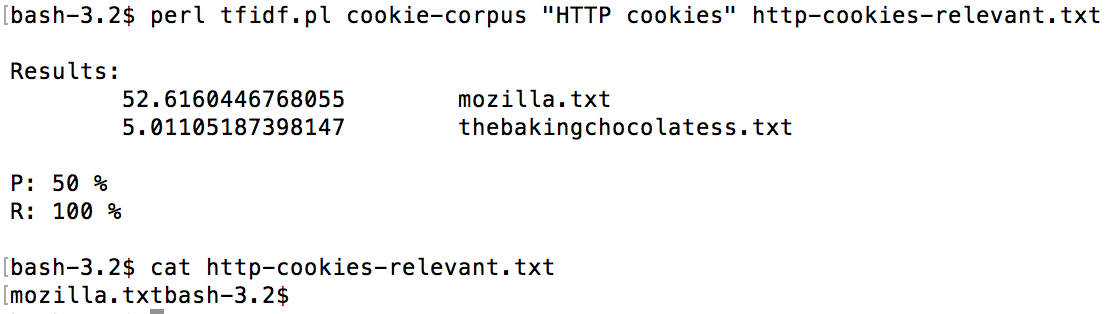 [bash-3.2$ perl tfidf.pl cookie-corpus "HTTP cookies" http-cookies-relevant.txt
Results:
52.6160446768055 mozilla.txt
5.01105187398147 thebakingchocolatess.txt
P: 50 %
R: 100 %
[bash-3.2$ cat http-cookies-relevant.txt
[mozilla.txtbash-3.2$